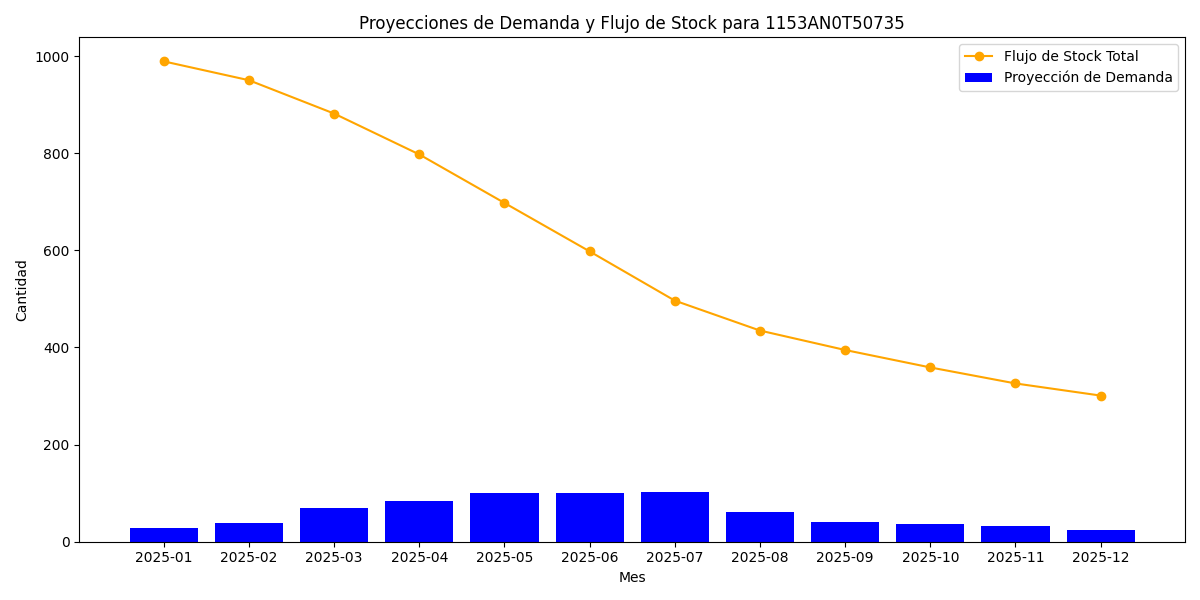 Proyecciones de Demanda y Flujo de Stock para 1153AN0T50735
Flujo de Stock Total
Proyección de Demanda
Cantidad
1000
800
600
400
200
0
2025-01 2025-02 2025-03 2025-04 2025-05 2025-06 2025-07 2025-08 2025-09 2025-10 2025-11 2025-12
Mes